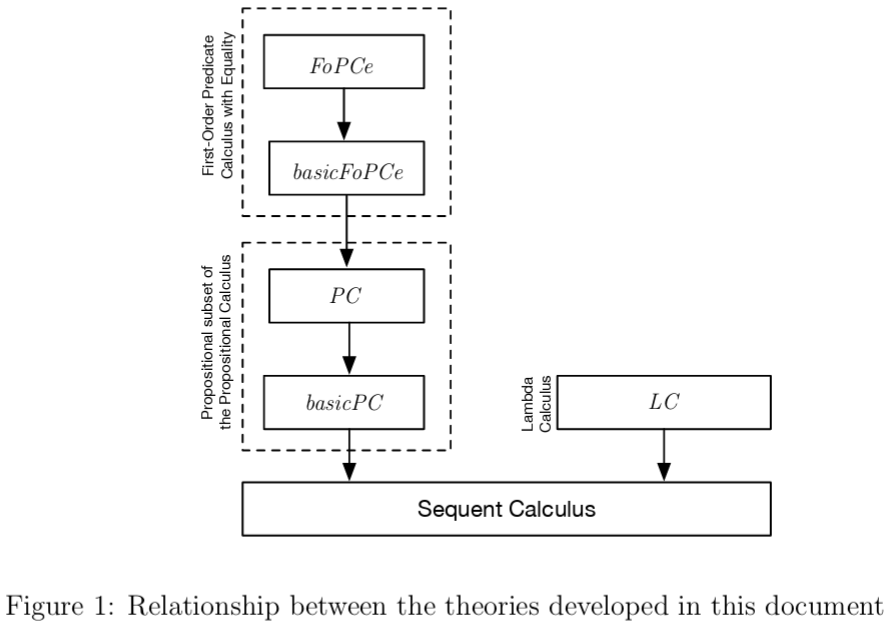 First-Order Predicate
Calculus with Equality
FoPCe
basicFoPCe
Propositional subset of
the Propositional Calculus
PC
basicPC
Lambda
Calculus
LC
Sequent Calculus
Figure 1: Relationship between the theories developed in this document